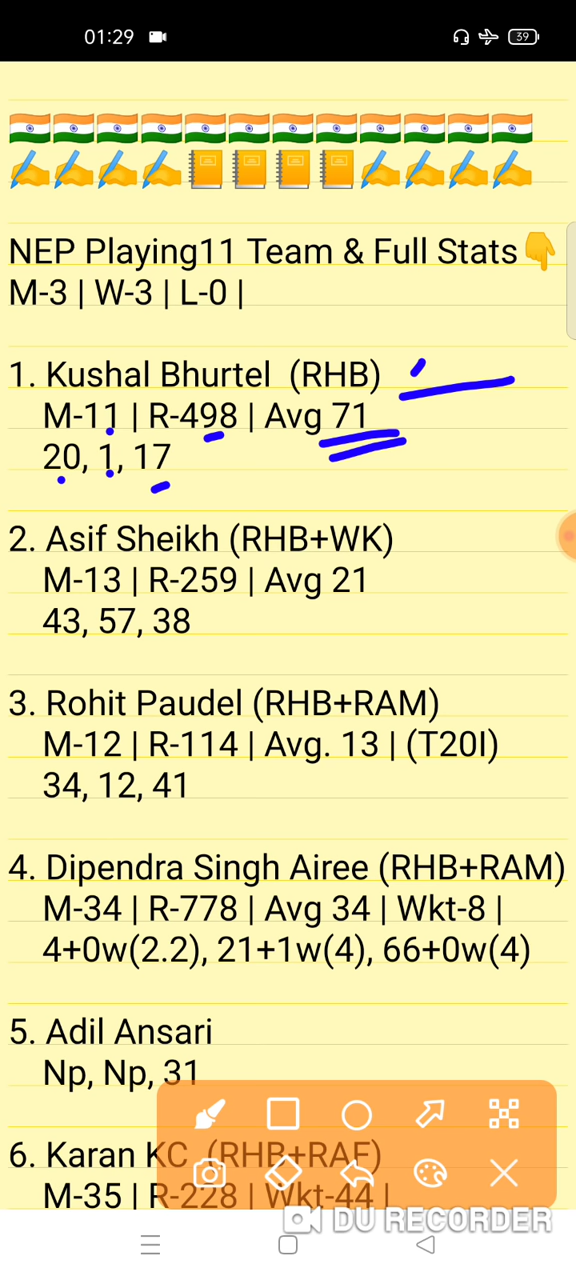 01:29
39
NEP Playing11 Team & Full Stats👇
M-3 | W-3 | L-0 |
1. Kushal Bhurtel (RHB)
M-11 | R-498 | Avg 71
20, 1, 17
2. Asif Sheikh (RHB+WK)
M-13 | R-259 | Avg 21
43, 57, 38
3. Rohit Paudel (RHB+RAM)
M-12 | R-114 | Avg. 13 | (T20I)
34, 12, 41
4. Dipendra Singh Airee (RHB+RAM)
M-34 | R-778 | Avg 34 | Wkt-8 |
4+0w(2.2), 21+1w(4), 66+0w(4)
5. Adil Ansari
Np, Np, 31
6. Karan KC (RHB+RAF)
M-35 | R-228 | Wkt-44 |
DU RECORDER